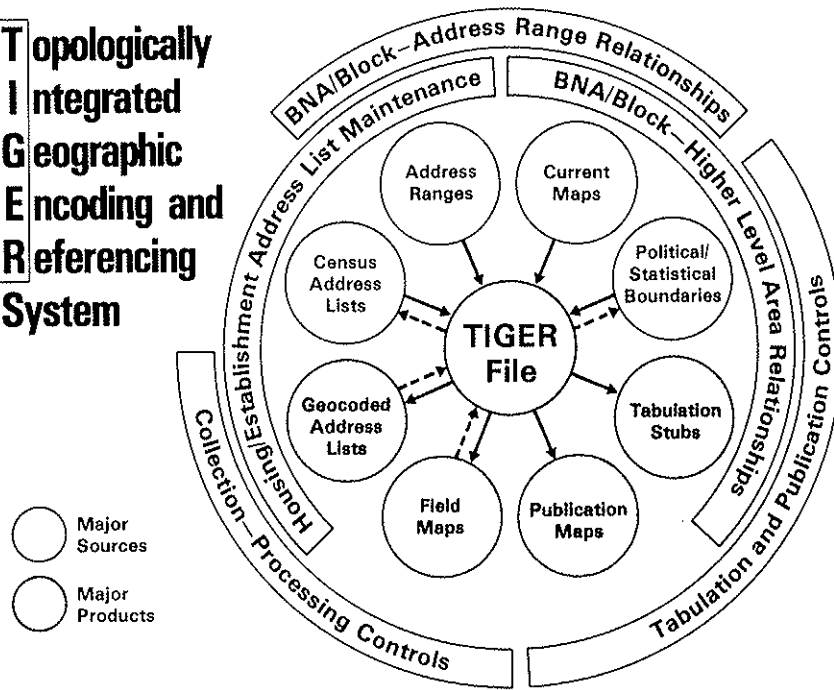 Topologically
Integrated
Geographic
Encoding and
Referencing
System
BNA/Block–Address Range Relationships
Housing/Establishment Address List Maintenance
BNA/Block–Higher Level Area Relationships
Address
Ranges
Current
Maps
Census
Address
Lists
Political/
Statistical
Boundaries
TIGER
File
Geocoded
Address
Lists
Tabulation
Stubs
Field
Maps
Publication
Maps
Collection–Processing Controls
Tabulation and Publication Controls
Major
Sources
Major
Products